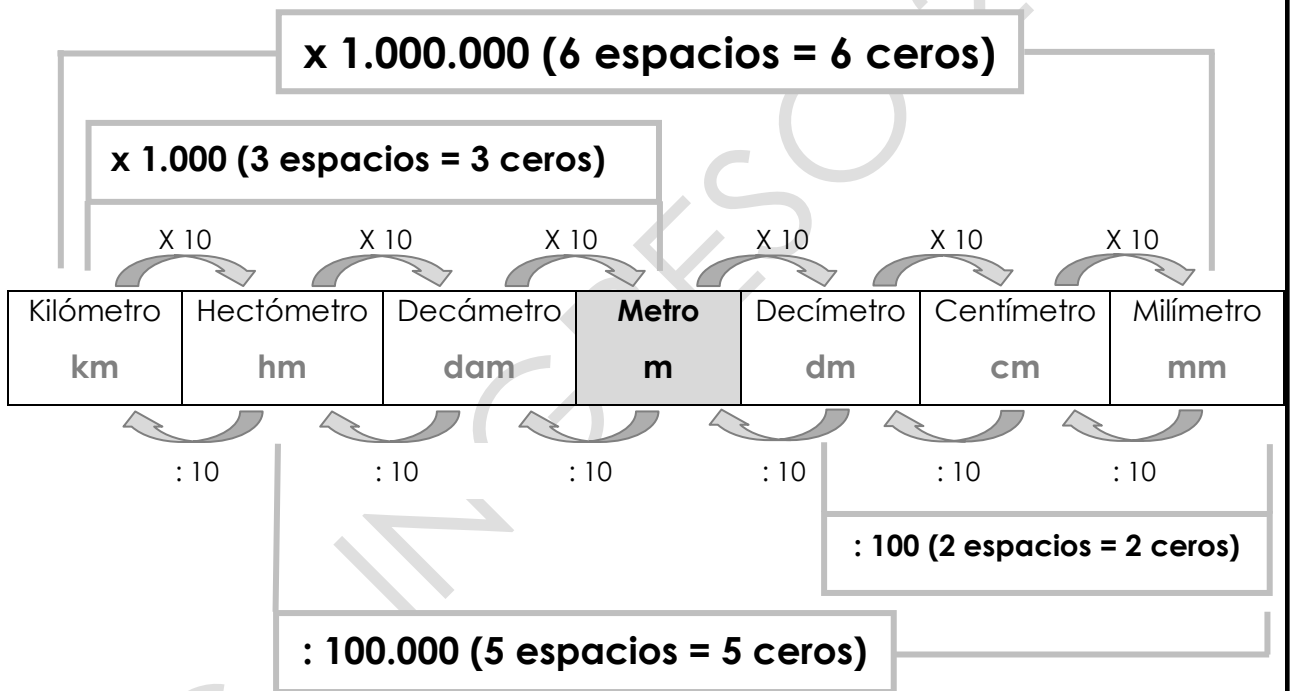 x 1.000.000 (6 espacios = 6 ceros)
x 1.000 (3 espacios = 3 ceros)
X 10 X 10 X 10 X 10 X 10 X 10
Kilómetro Hectómetro Decámetro Metro Decímetro Centímetro Milímetro
km hm dam m dm cm mm
: 10 : 10 : 10 : 10 : 10 : 10
: 100 (2 espacios = 2 ceros)
: 100.000 (5 espacios = 5 ceros)